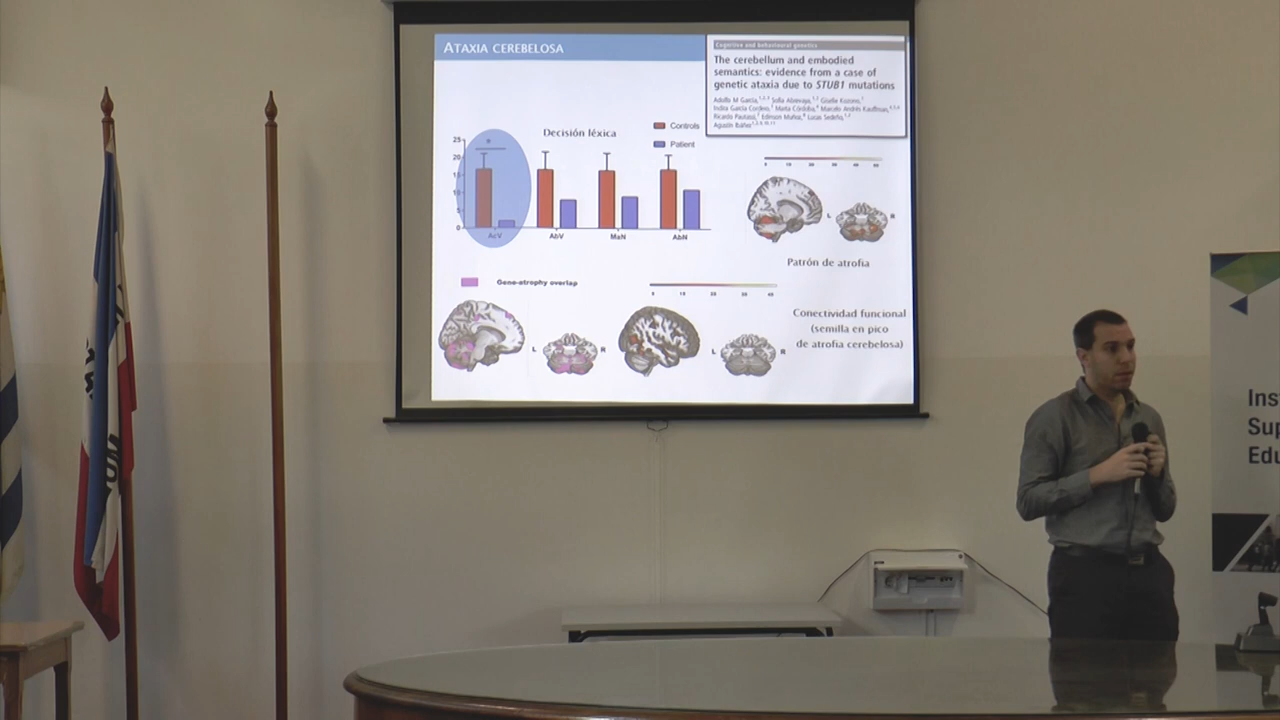 ATAXIA CEREBELOSA
Cognitive and behavioural genetics
The cerebellum and embodied
semantics: evidence from a case of
genetic ataxia due to STUB1 mutations
Decisión léxica
Controls
Patient
25
20
15
10
5
0
*
AcV
AbV
MaN
AbN
L
R
Patrón de atrofia
Gene-atrophy overlap
L
R
L
R
Conectividad funcional
(semilla en pico
de atrofia cerebelosa)
Ins
Sup
Edu